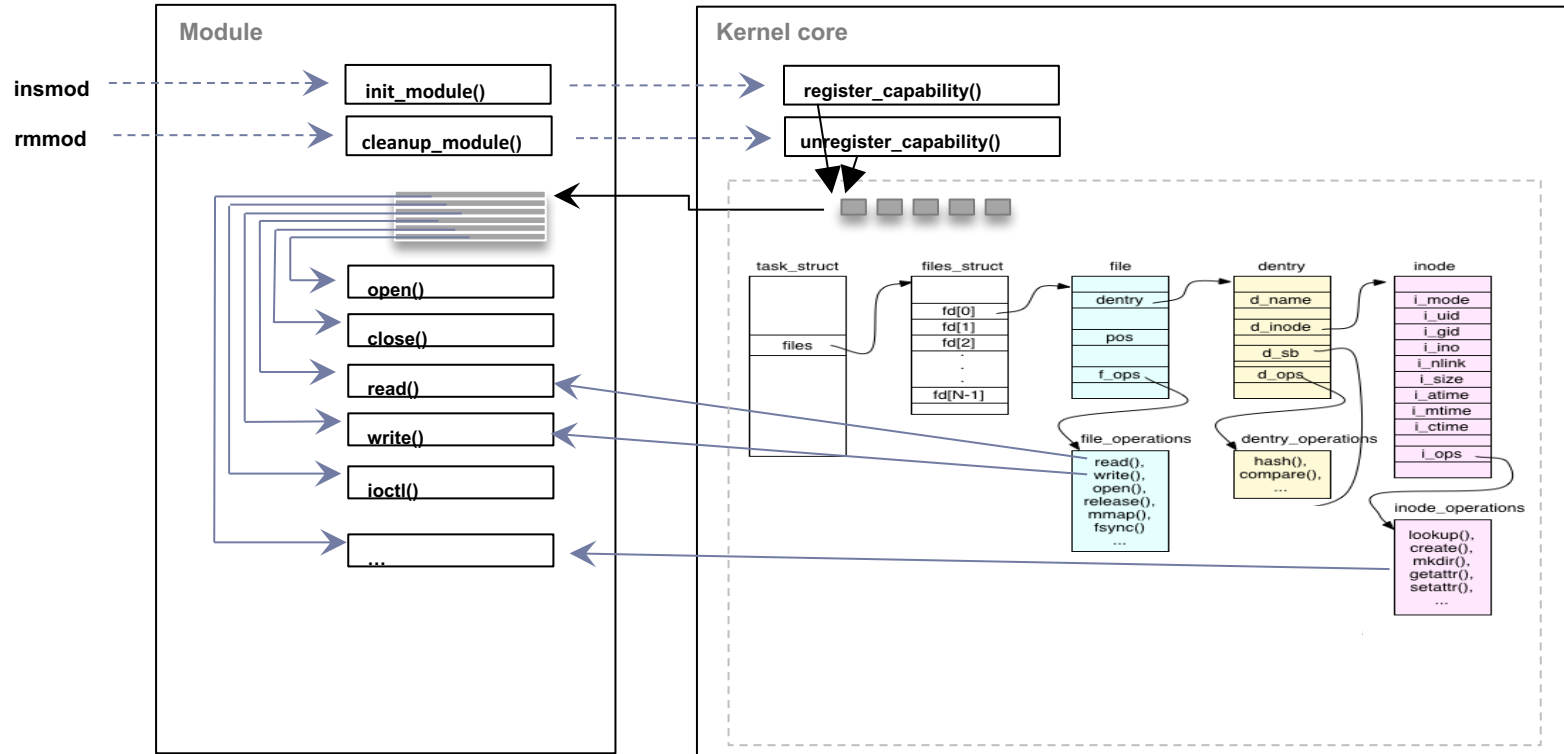 Module
Kernel core
insmod
init_module()
register_capability()
rmmod
cleanup_module()
unregister_capability()
open()
close()
read()
write()
ioctl()
...
task_struct
files
files_struct
fd[0]
fd[1]
fd[2]
.
.
.
fd[N-1]
file
dentry
pos
f_ops
file_operations
read(),
write(),
open(),
release(),
mmap(),
fsync()
...
dentry
d_name
d_inode
d_sb
d_ops
dentry_operations
hash(),
compare(),
...
inode
i_mode
i_uid
i_gid
i_ino
i_nlink
i_size
i_atime
i_mtime
i_ctime
i_ops
inode_operations
lookup(),
create(),
mkdir(),
getattr(),
setattr(),
...